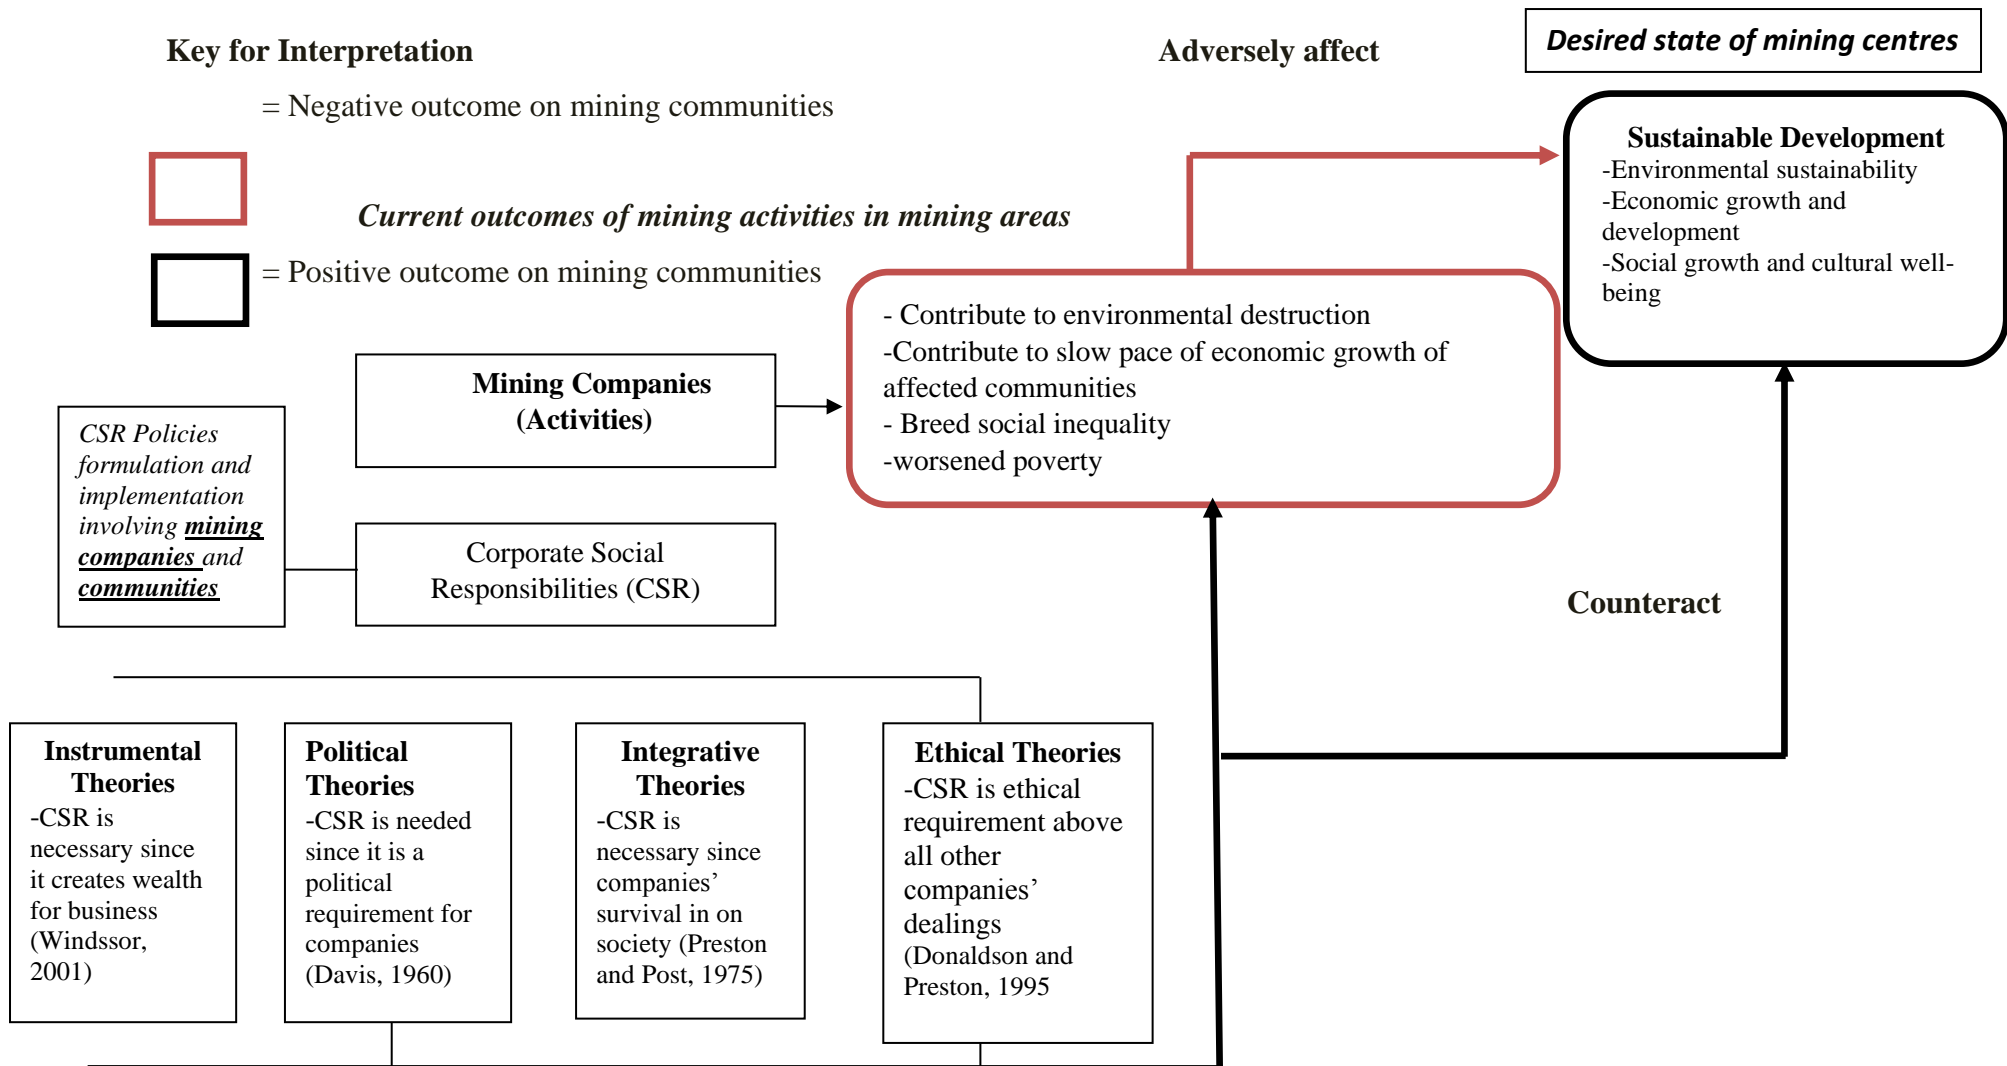 Key for Interpretation
= Negative outcome on mining communities
Current outcomes of mining activities in mining areas
= Positive outcome on mining communities
Adversely affect
Desired state of mining centres
Sustainable Development
-Environmental sustainability
-Economic growth and
development
-Social growth and cultural well-
being
- Contribute to environmental destruction
-Contribute to slow pace of economic growth of
affected communities
- Breed social inequality
-worsened poverty
Mining Companies
(Activities)
CSR Policies
formulation and
implementation
involving mining
companies and
communities
Corporate Social
Responsibilities (CSR)
Counteract
Instrumental
Theories
-CSR is
necessary since
it creates wealth
for business
(Windssor,
2001)
Political
Theories
-CSR is needed
since it is a
political
requirement for
companies
(Davis, 1960)
Integrative
Theories
-CSR is
necessary since
companies’
survival in on
society (Preston
and Post, 1975)
Ethical Theories
-CSR is ethical
requirement above
all other
companies’
dealings
(Donaldson and
Preston, 1995